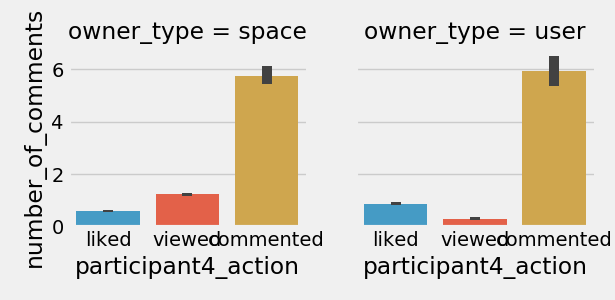 owner_type = space
owner_type = user
number_of_comments
6
4
2
0
liked viewed commented
liked viewed commented
participant4_action
participant4_action